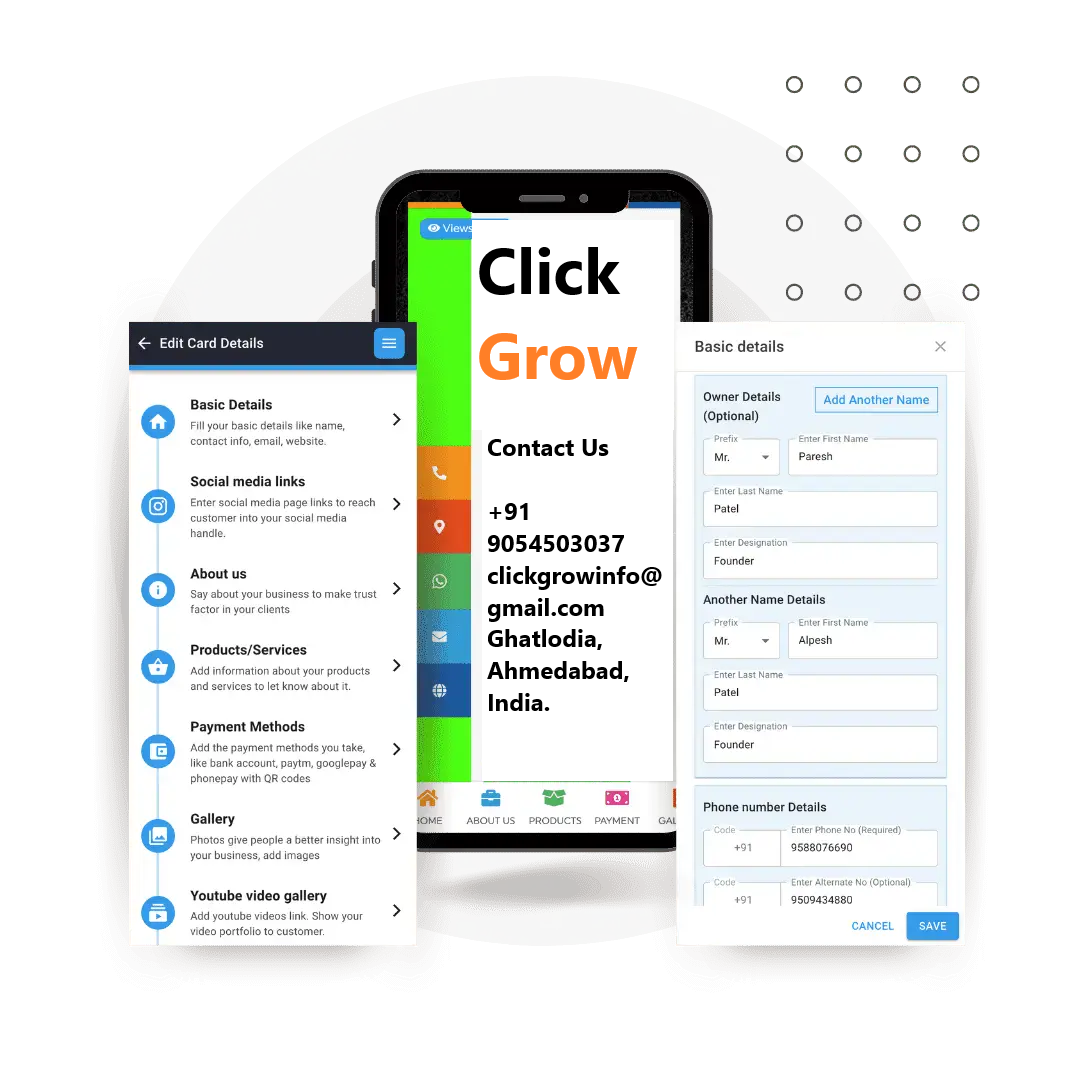 Edit Card Details
Basic Details
Fill your basic details like name,
contact info, email, website.
Social media links
Enter social media page links to reach
customer into your social media
handle.
About us
Say about your business to make trust
factor in your clients
Products/Services
Add information about your products
and services to let know about it.
Payment Methods
Add the payment methods you take,
like bank account, paytm, googlepay &
phonepay with QR codes
Gallery
Photos give people a better insight into
your business, add images
Youtube video gallery
Add youtube videos link. Show your
video portfolio to customer.
Views
Click
Grow
Contact Us
+91
9054503037
clickgrowinfo@
gmail.com
Ghatlodia,
Ahmedabad,
India.
OME ABOUT US PRODUCTS PAYMENT GAL
Basic details
Owner Details
(Optional)
Add Another Name
Prefix Enter First Name
Mr. Paresh
Enter Last Name
Patel
Enter Designation
Founder
Another Name Details
Prefix Enter First Name
Mr. Alpesh
Enter Last Name
Patel
Enter Designation
Founder
Phone number Details
Code Enter Phone No (Required)
+91 9588076690
Code Enter Alternate No (Optional)
+91 9509434880
CANCEL SAVE